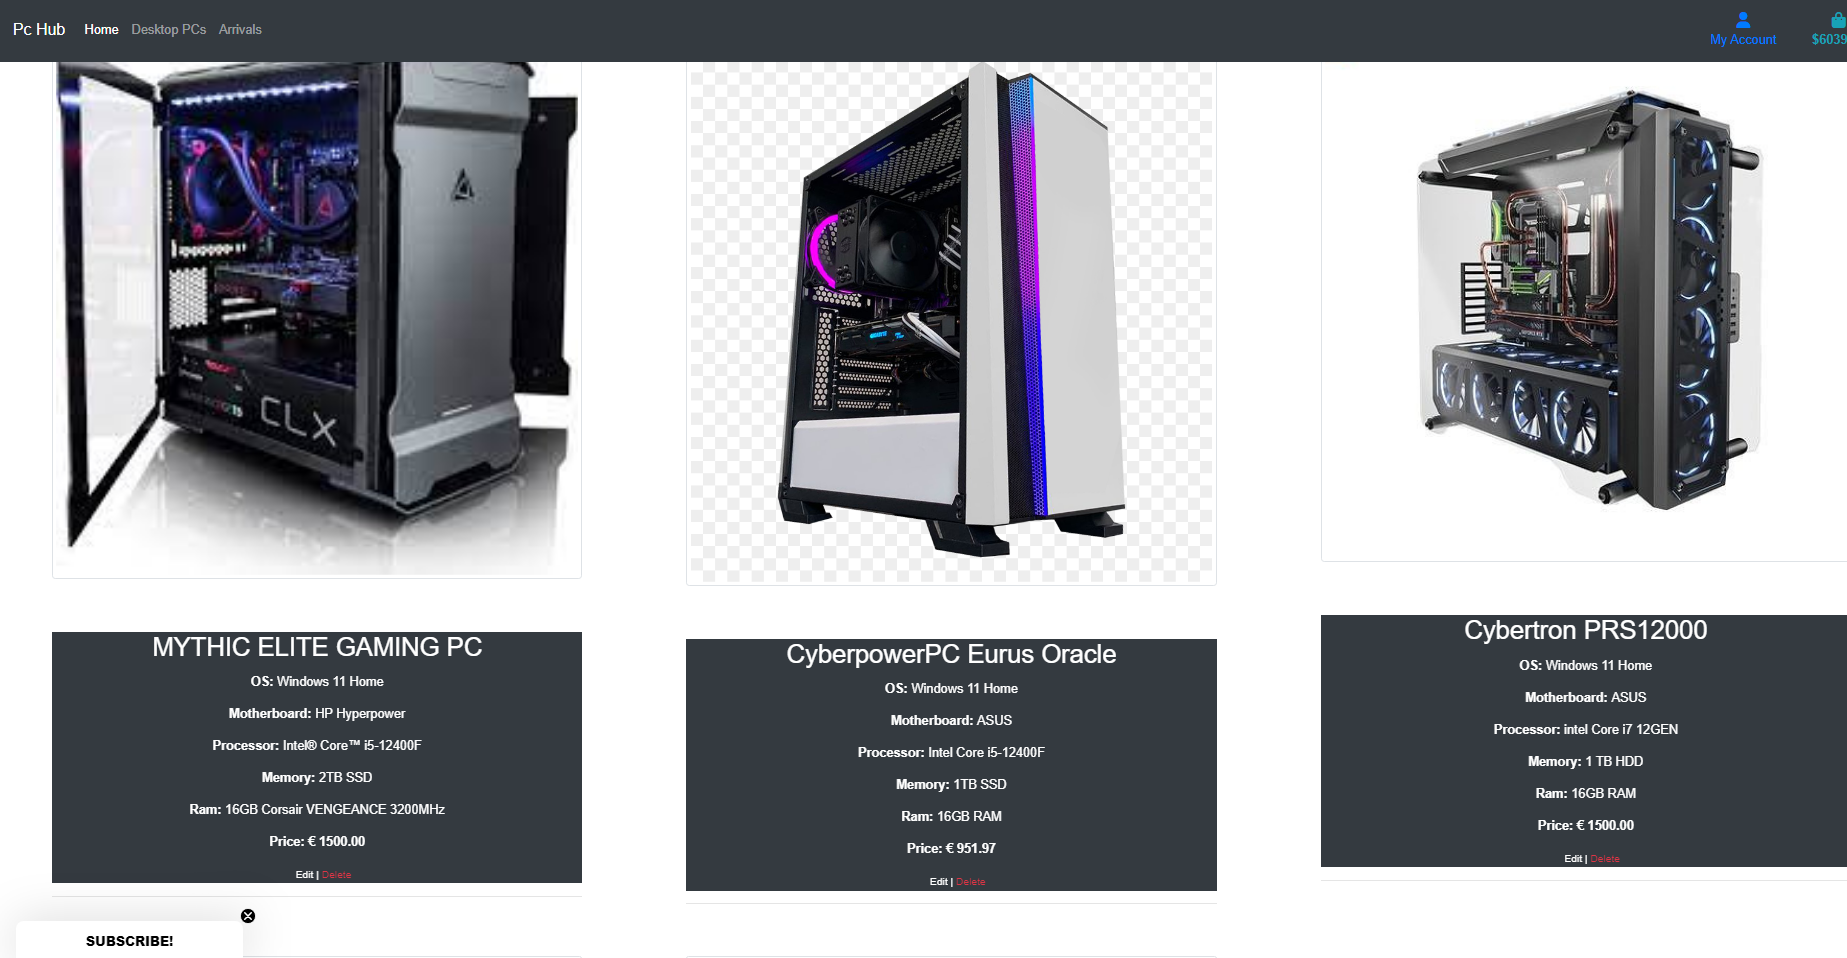 Pc Hub Home Desktop PCs Arrivals
My Account
$6039
CLX
MYTHIC ELITE GAMING PC
OS: Windows 11 Home
Motherboard: HP Hyperpower
Processor: Intel® Core™ i5-12400F
Memory: 2TB SSD
Ram: 16GB Corsair VENGEANCE 3200MHz
Price: € 1500.00
Edit | Delete
CyberpowerPC Eurus Oracle
OS: Windows 11 Home
Motherboard: ASUS
Processor: Intel Core i5-12400F
Memory: 1TB SSD
Ram: 16GB RAM
Price: € 951.97
Edit | Delete
Cybertron PRS12000
OS: Windows 11 Home
Motherboard: ASUS
Processor: intel Core i7 12GEN
Memory: 1 TB HDD
Ram: 16GB RAM
Price: € 1500.00
Edit | Delete
SUBSCRIBE!